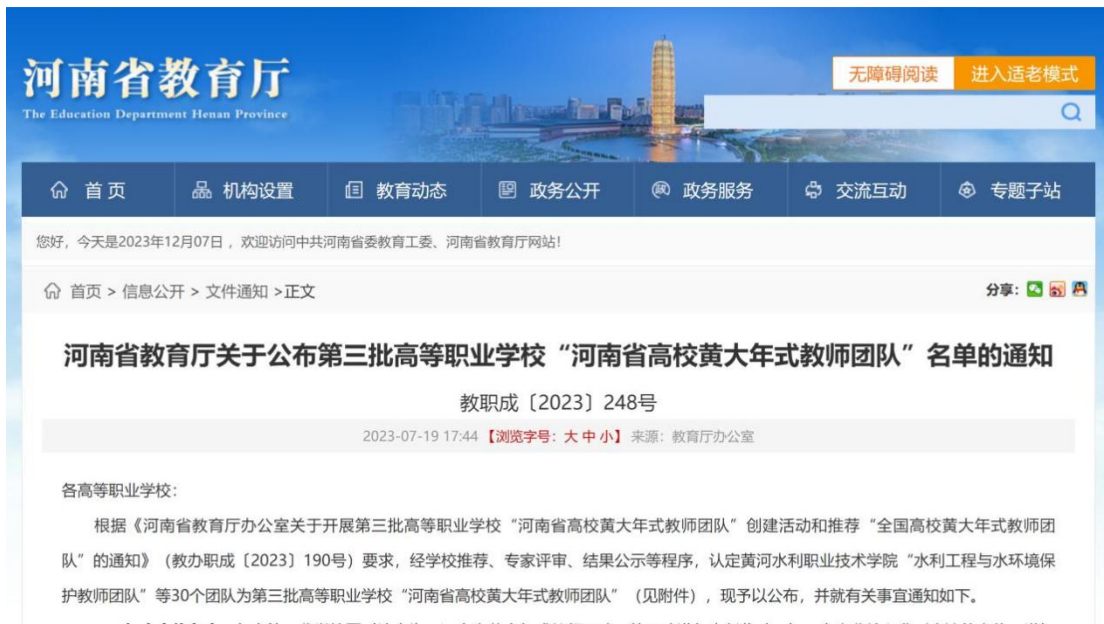 河南省教育厅
The Education Department Henan Province
无障碍阅读 进入适老模式
首页 机构设置 教育动态 政务公开 政务服务 交流互动 专题子站
您好，今天是2023年12月07日 ，欢迎访问中共河南省委教育工委、河南省教育厅网站！
首页 > 信息公开 > 文件通知 >正文 分享：
河南省教育厅关于公布第三批高等职业学校“河南省高校黄大年式教师团队”名单的通知
教职成〔2023〕248号
2023-07-19 17:44 【浏览字号：大 中 小】 来源：教育厅办公室
各高等职业学校：
根据《河南省教育厅办公室关于开展第三批高等职业学校“河南省高校黄大年式教师团队”创建活动和推荐“全国高校黄大年式教师团
队”的通知》（教办职成〔2023〕190号）要求，经学校推荐、专家评审、结果公示等程序，认定黄河水利职业技术学院“水利工程与水环境保
护教师团队”等30个团队为第三批高等职业学校“河南省高校黄大年式教师团队”（见附件），现予以公布，并就有关事宜通知如下。